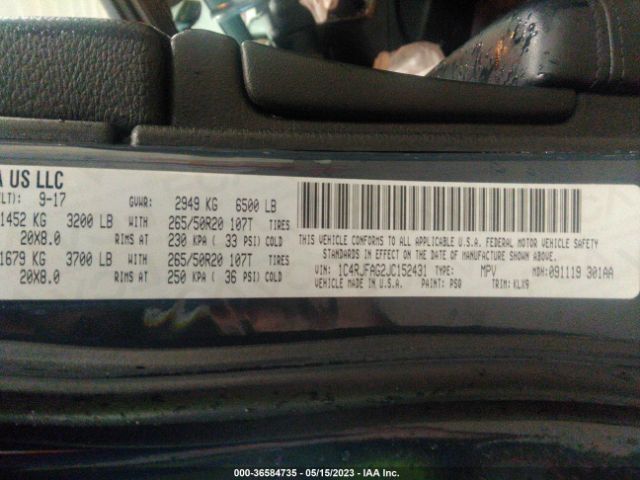 A US LLC
LT): 9-17 GVWR: 2949 KG 6500 LB
1452 KG 3200 LB WITH 265/50R20 107T TIRES
20X8.0 RIMS AT 230 KPA ( 33 PSI) COLD
1679 KG 3700 LB WITH 265/50R20 107T TIRES
20X8.0 RIMS AT 250 KPA ( 36 PSI) COLD
THIS VEHICLE CONFORMS TO ALL APPLICABLE U.S.A. FEDERAL MOTOR VEHICLE SAFETY
STANDARDS IN EFFECT ON THE DATE OF MANUFACTURE SHOWN ABOVE.
VIN: 1C4RJFAG2JC152431 TYPE: MPV MDH: 091119 301AA
VEHICLE MADE IN U.S.A. PAINT: PS8 TRIM: KLX9
000-36584735 - 05/15/2023 - IAA Inc.